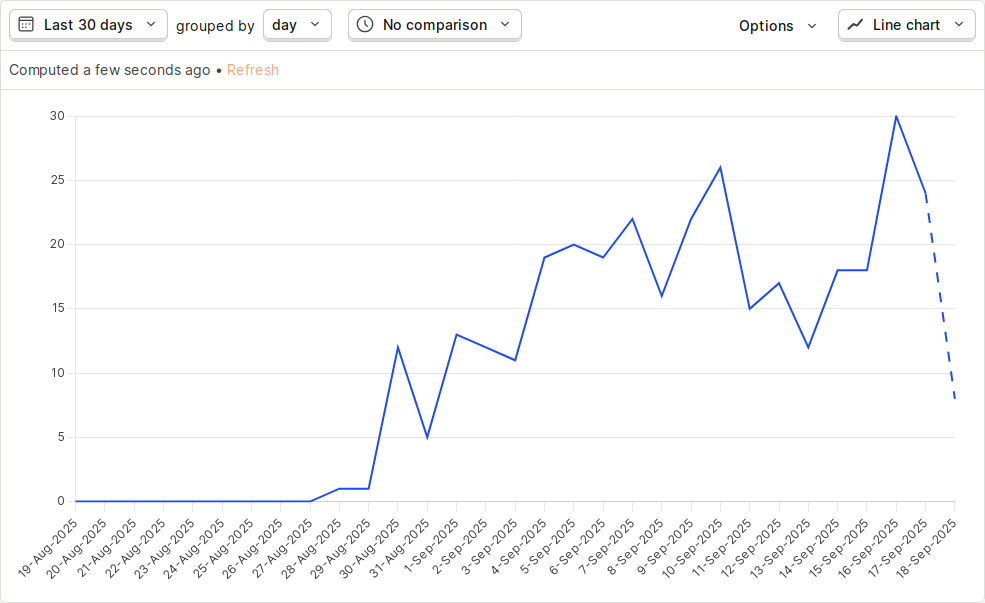 Last 30 days grouped by day No comparison Options Line chart
Computed a few seconds ago • Refresh
30
25
20
15
10
5
0
19-Aug-2025
20-Aug-2025
21-Aug-2025
22-Aug-2025
23-Aug-2025
24-Aug-2025
25-Aug-2025
26-Aug-2025
27-Aug-2025
28-Aug-2025
29-Aug-2025
30-Aug-2025
31-Aug-2025
1-Sep-2025
2-Sep-2025
3-Sep-2025
4-Sep-2025
5-Sep-2025
6-Sep-2025
7-Sep-2025
8-Sep-2025
9-Sep-2025
10-Sep-2025
11-Sep-2025
12-Sep-2025
13-Sep-2025
14-Sep-2025
15-Sep-2025
16-Sep-2025
17-Sep-2025
18-Sep-2025